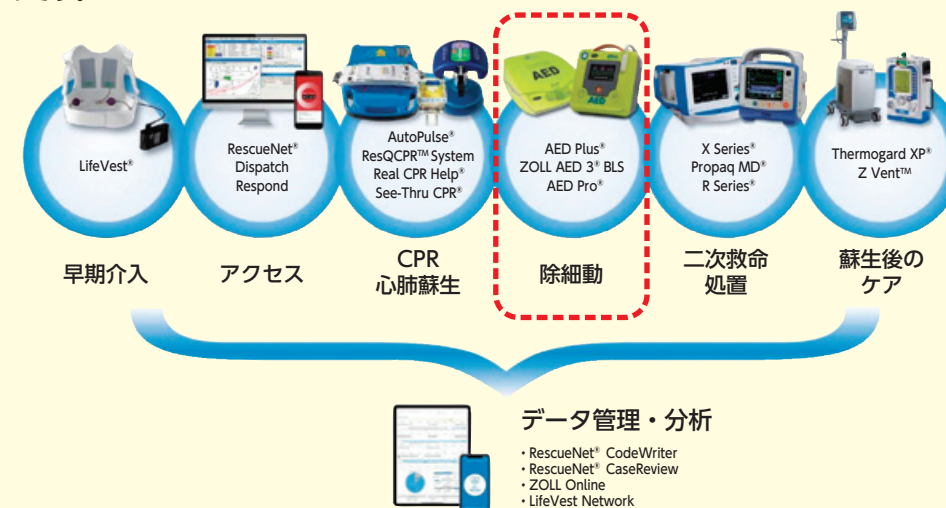 LifeVest®
RescueNet®
Dispatch
Respond
AutoPulse®
ResQCPR™ System
Real CPR Help®
See-Thru CPR®
AED Plus®
ZOLL AED 3® BLS
AED Pro®
X Series®
Propaq MD®
R Series®
Thermogard XP®
Z Vent™
AED
AED
早期介入
アクセス
CPR
心肺蘇生
除細動
二次救命
処置
蘇生後の
ケア
データ管理・分析
・RescueNet® CodeWriter
・RescueNet® CaseReview
・ZOLL Online
・LifeVest Network